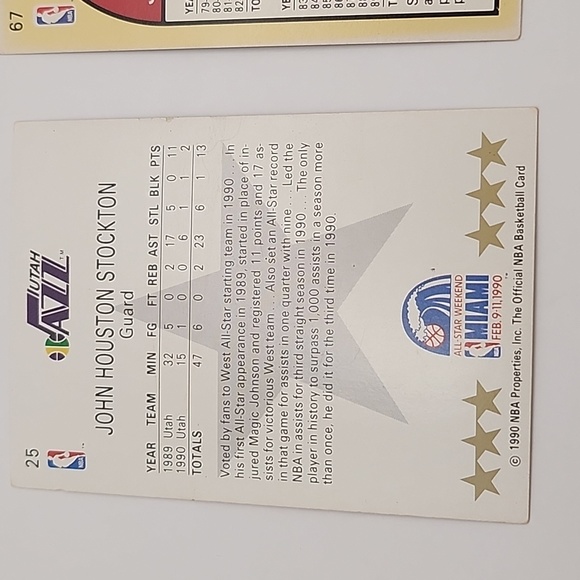 67
NBA
79-
80-
81-
82-
TO
25
NBA
UTAH
JAZZ™
JOHN HOUSTON STOCKTON
Guard
YEAR TEAM MIN FG FT REB AST STL BLK PTS
1989 Utah 32 5 0 2 17 5 0 11
1990 Utah 15 1 0 0 6 1 1 2
TOTALS 47 6 0 2 23 6 1 13
Voted by fans to West All-Star starting team in 1990 . . . In
his first All-Star appearance in 1989, started in place of in-
jured Magic Johnson and registered 11 points and 17 as-
sists for victorious West team . . . Also set an All-Star record
in that game for assists in one quarter with nine . . . Led the
NBA in assists for third straight season in 1990 . . . The only
player in history to surpass 1,000 assists in a season more
than once, he did it for the third time in 1990.
ALL-STAR WEEKEND
MIAMI
FEB. 9-11, 1990
© 1990 NBA Properties, Inc. The Official NBA Basketball Card